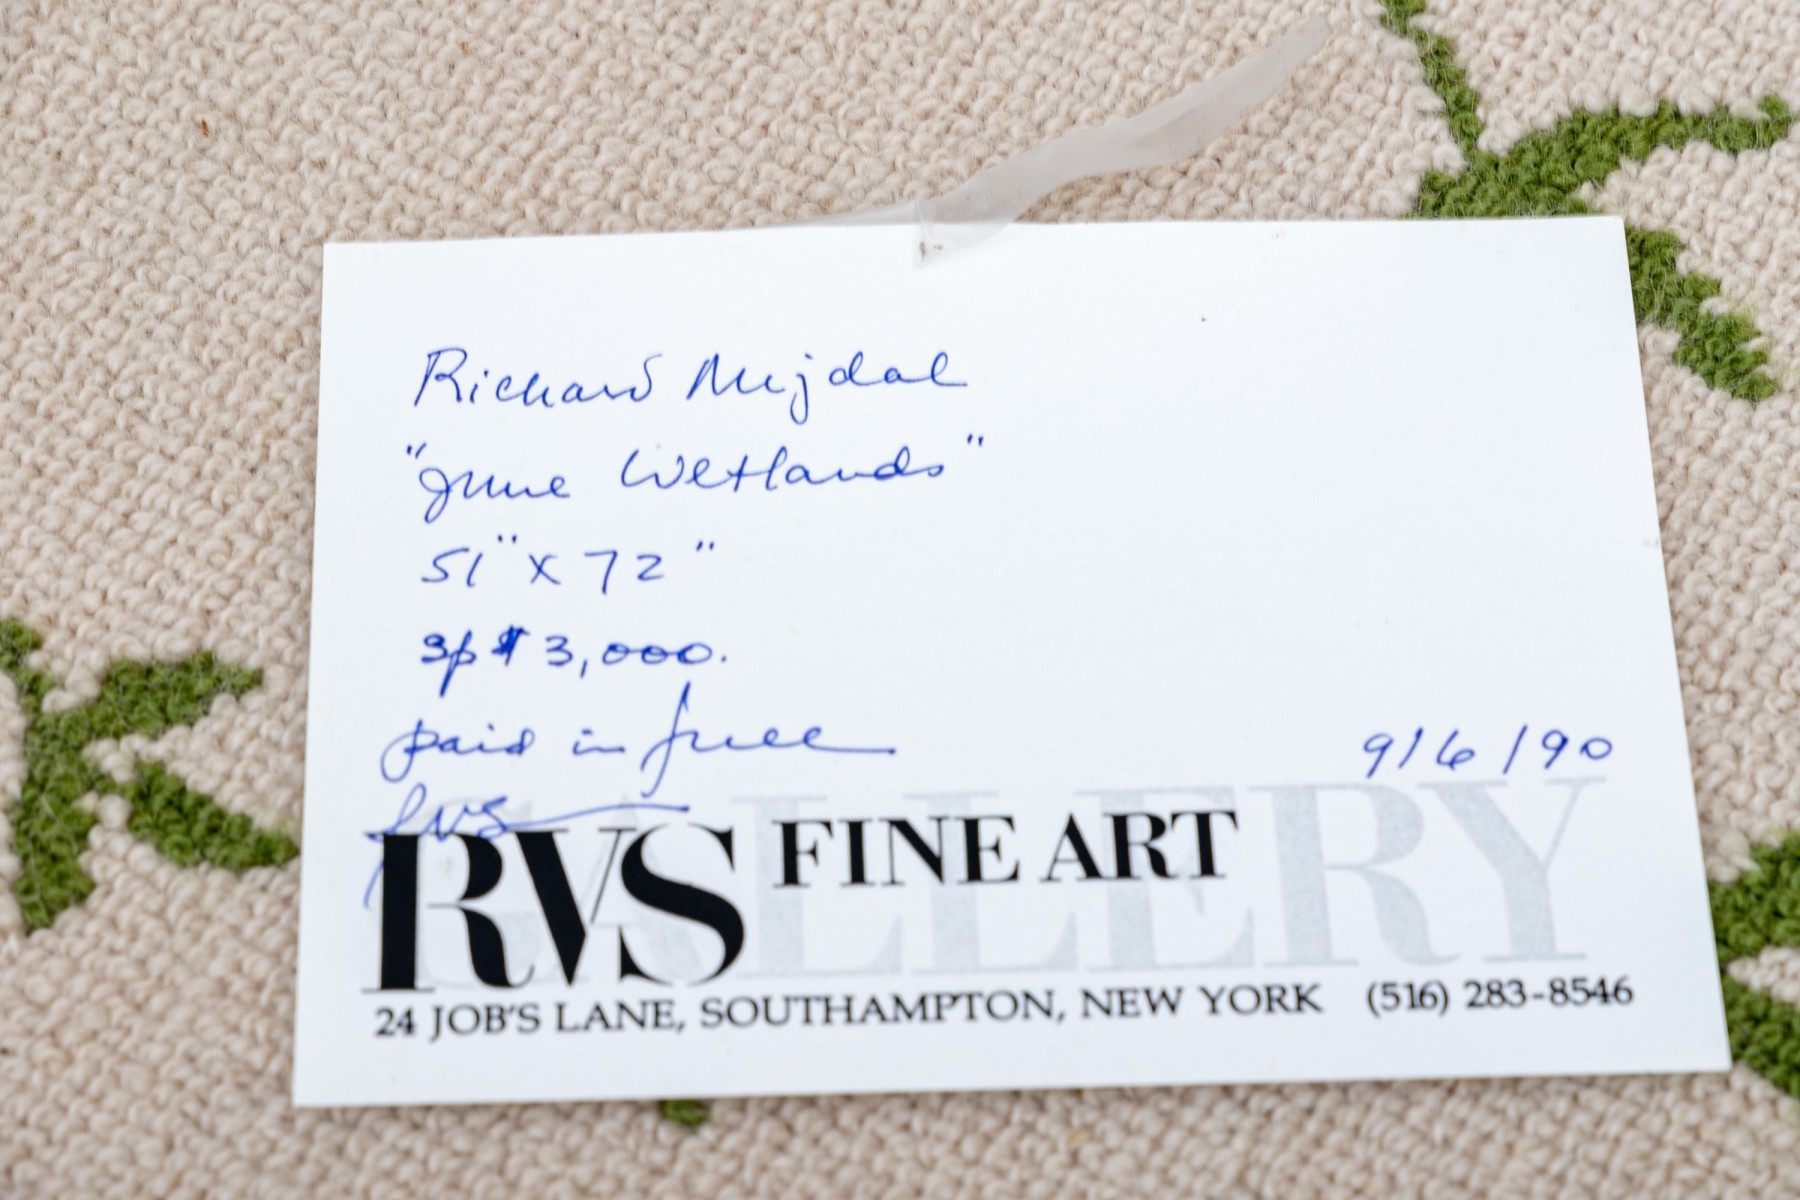 Richard Mijdal
"June Wetlands"
51" x 72"
sp $ 3,000.
paid in full
9/6/90
rvs
RVS FINE ART
GALLERY
24 JOB'S LANE, SOUTHAMPTON, NEW YORK (516) 283-8546